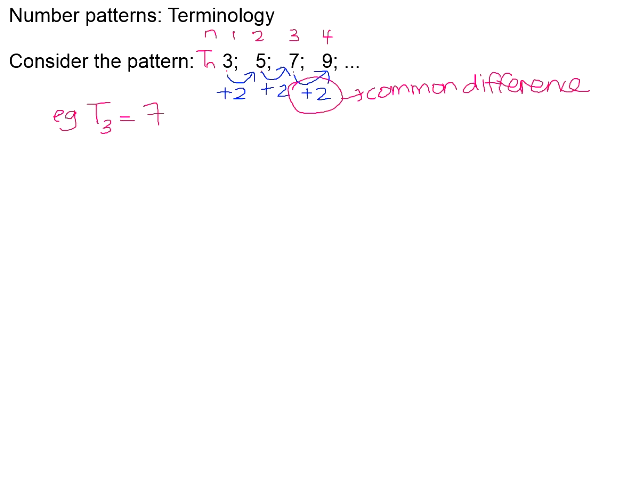 Number patterns: Terminology
n 1 2 3 4
Consider the pattern: Tn 3; 5; 7; 9; ...
+2 +2 +2 → common difference
eg T3 = 7